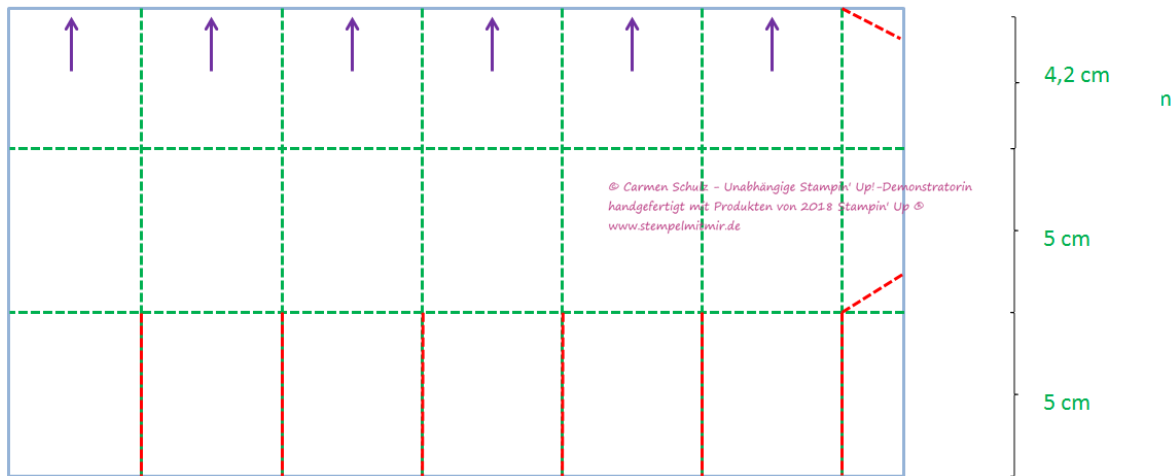 4,2 cm
n
© Carmen Schulz - Unabhängige Stampin' Up!-Demonstratorin
handgefertigt mit Produkten von 2018 Stampin' Up ®
www.stempelmitmir.de
5 cm
5 cm